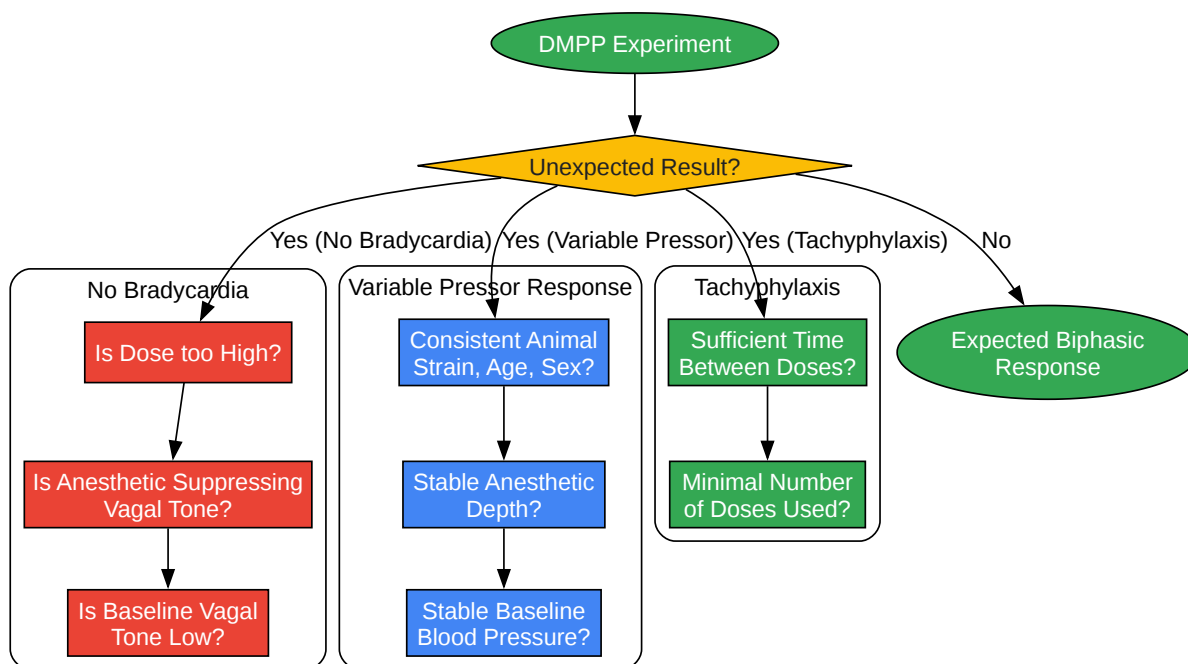 DMPP Experiment
Unexpected Result?
Yes (No Bradycardia)
Yes (Variable Pressor)
Yes (Tachyphylaxis)
No
No Bradycardia
Is Dose too High?
Is Anesthetic Suppressing
Vagal Tone?
Is Baseline Vagal
Tone Low?
Variable Pressor Response
Consistent Animal
Strain, Age, Sex?
Stable Anesthetic
Depth?
Stable Baseline
Blood Pressure?
Tachyphylaxis
Sufficient Time
Between Doses?
Minimal Number
of Doses Used?
Expected Biphasic
Response